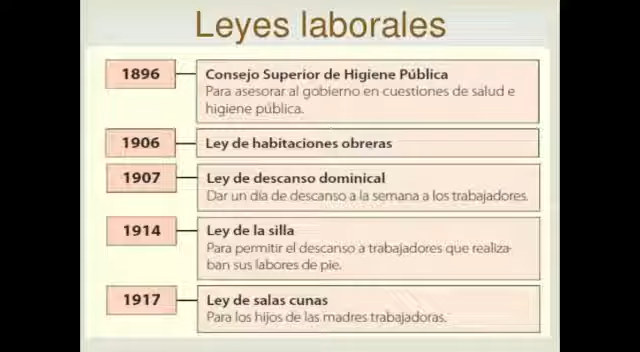 Leyes laborales
1896
Consejo Superior de Higiene Pública
Para asesorar al gobierno en cuestiones de salud e
higiene pública.
1906
Ley de habitaciones obreras
1907
Ley de descanso dominical
Dar un día de descanso a la semana a los trabajadores.
1914
Ley de la silla
Para permitir el descanso a trabajadores que realiza-
ban sus labores de pie.
1917
Ley de salas cunas
Para los hijos de las madres trabajadoras.